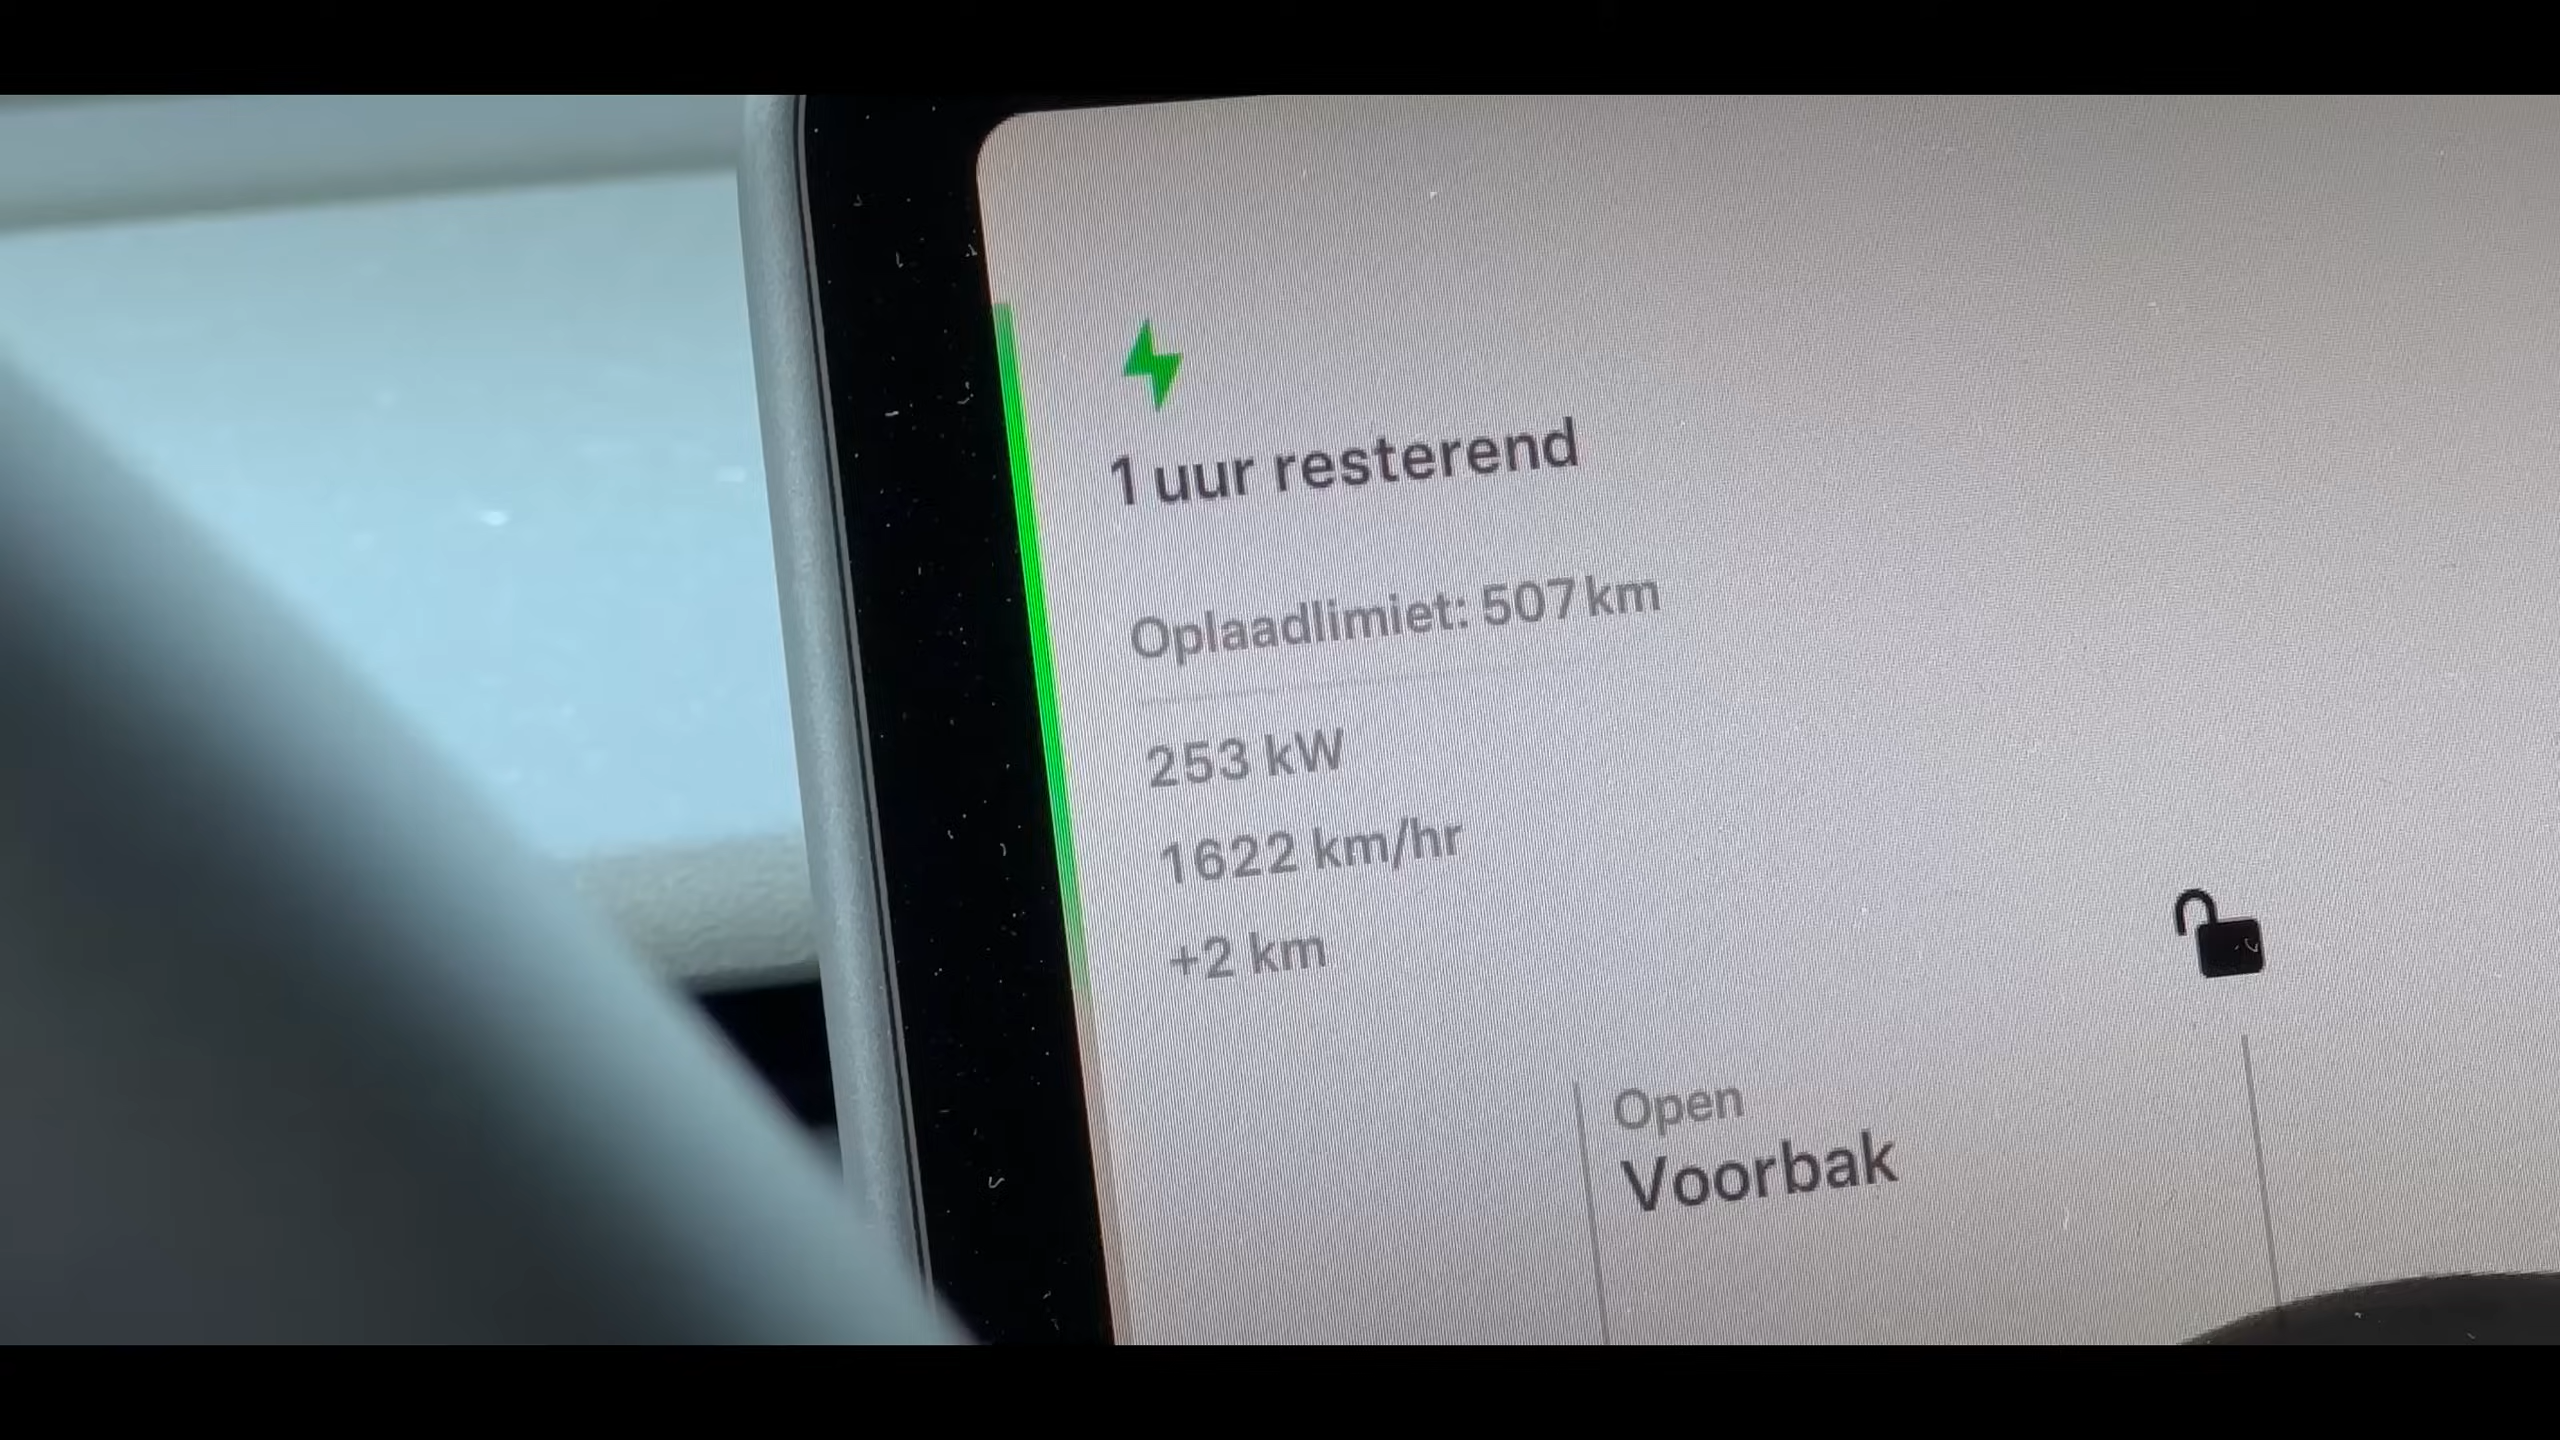 1 uur resterend
Oplaadlimiet: 507 km
253 kW
1622 km/hr
+2 km
Open
Voorbak